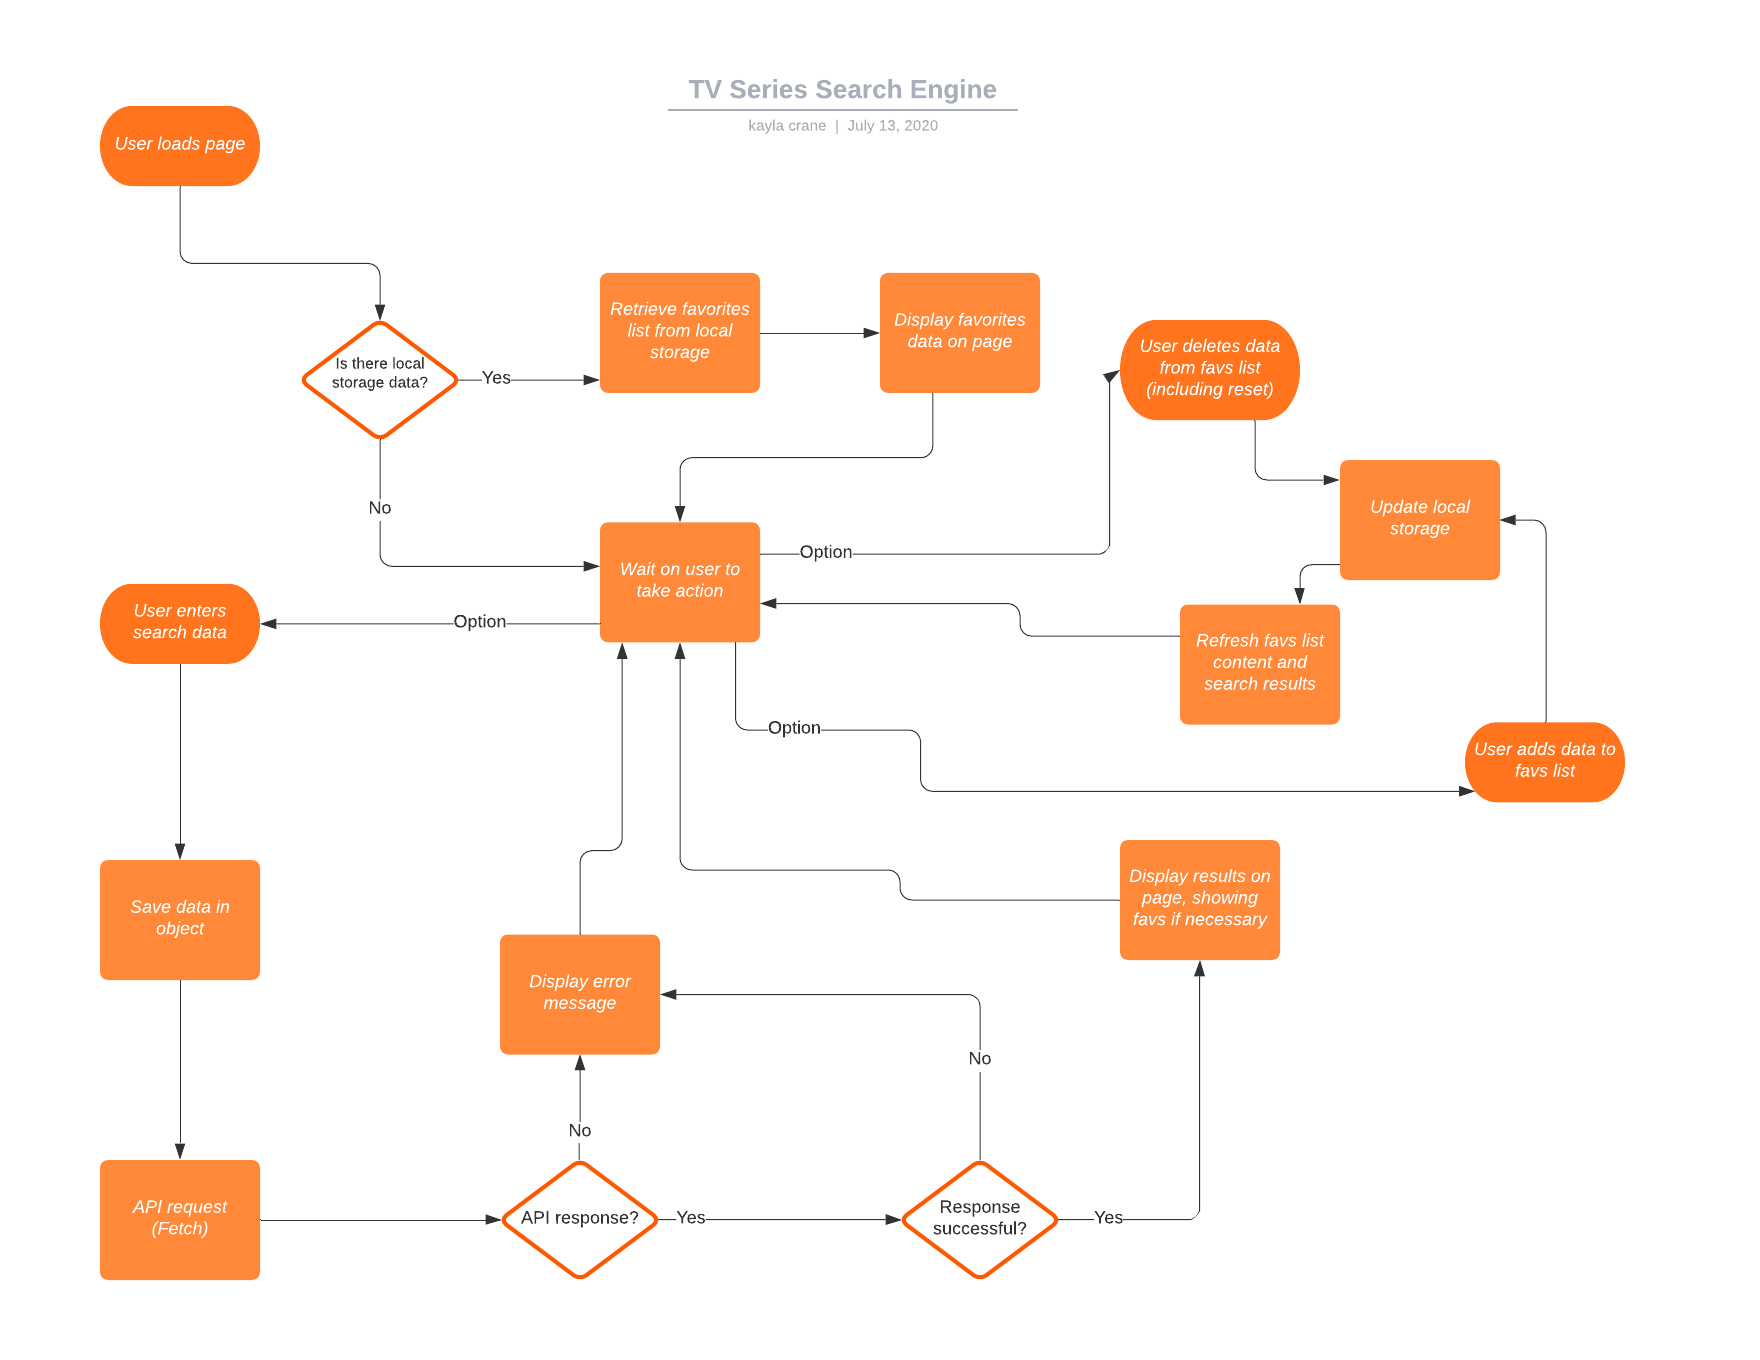 TV Series Search Engine
kayla crane | July 13, 2020
User loads page
Is there local
storage data?
Yes
No
Retrieve favorites
list from local
storage
Display favorites
data on page
User deletes data
from favs list
(including reset)
Update local
storage
Wait on user to
take action
Option
Option
Option
User enters
search data
Refresh favs list
content and
search results
User adds data to
favs list
Save data in
object
Display results on
page, showing
favs if necessary
Display error
message
No
No
API request
(Fetch)
API response?
Yes
Response
successful?
Yes